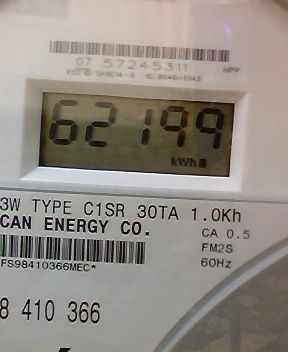 07 57245311
HPP
62199
kWh
3W TYPE C1SR 30TA 1.0Kh
CAN ENERGY CO.
CA 0.5
FM2S
60Hz
FS98410366MEC*
8 410 366